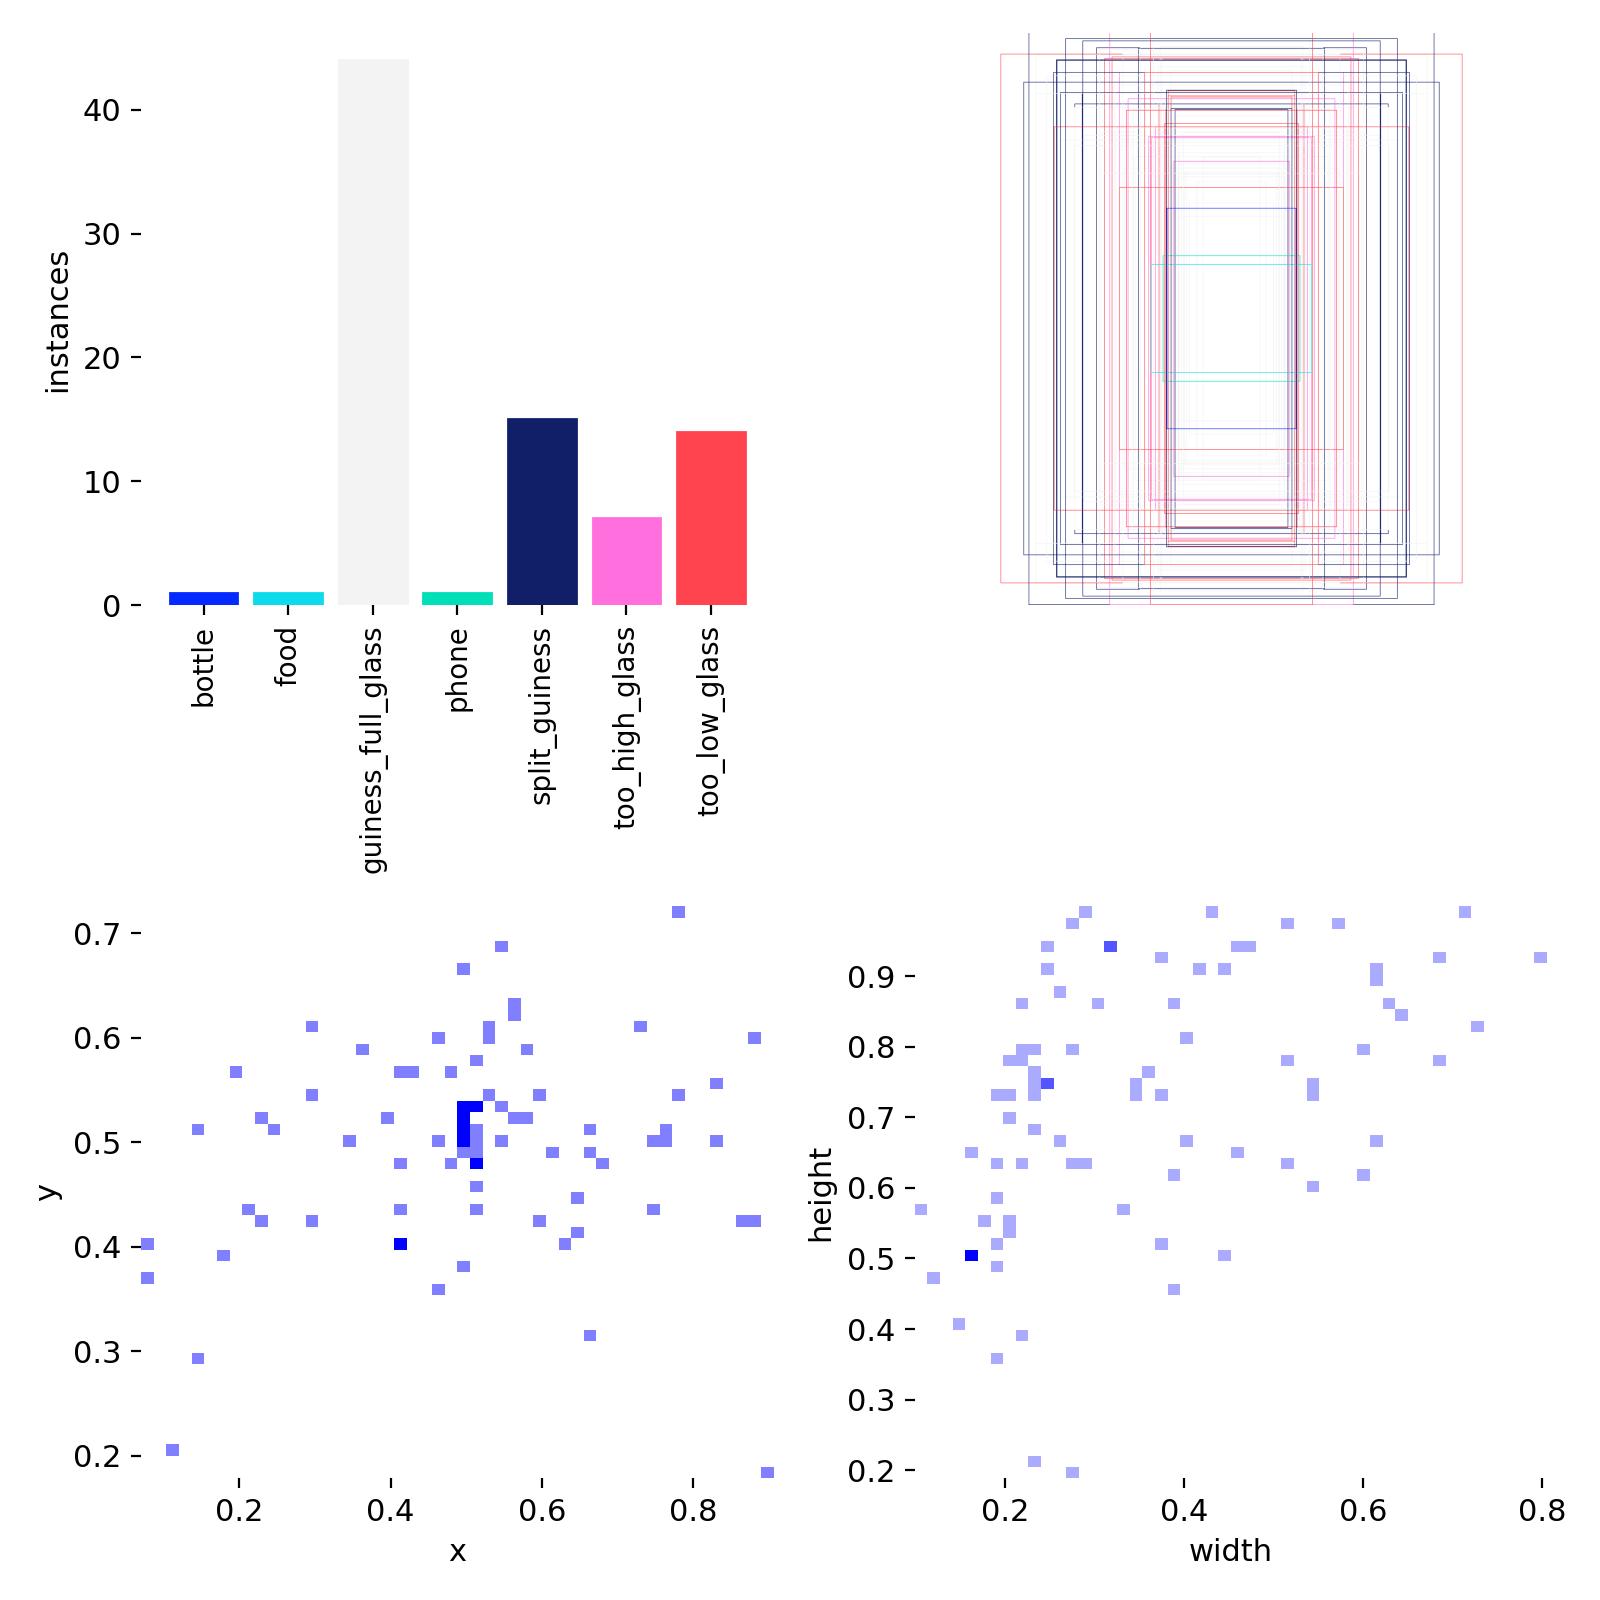 instances
40
30
20
10
0
bottle
food
guiness_full_glass
phone
split_guiness
too_high_glass
too_low_glass
y
0.7
0.6
0.5
0.4
0.3
0.2
0.2 0.4 0.6 0.8
x
height
0.9
0.8
0.7
0.6
0.5
0.4
0.3
0.2
0.2 0.4 0.6 0.8
width